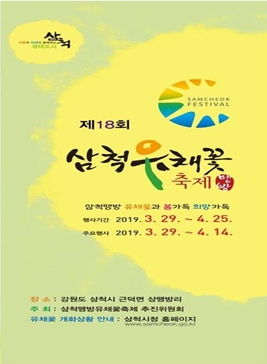 삼척
SAMCHEOK
FESTIVAL
제18회
삼척유채꽃
축제
맹방
삼척맹방 유채꽃과 봄가득 희망가득
행사기간 2019. 3. 29. ~ 4. 25.
주요행사 2019. 3. 29. ~ 4. 14.
장 소 : 강원도 삼척시 근덕면 상맹방리
주 최 : 삼척맹방유채꽃축제 추진위원회
유채꽃 개화상황 안내 : 삼척시청 홈페이지
www.samcheok.go.kr